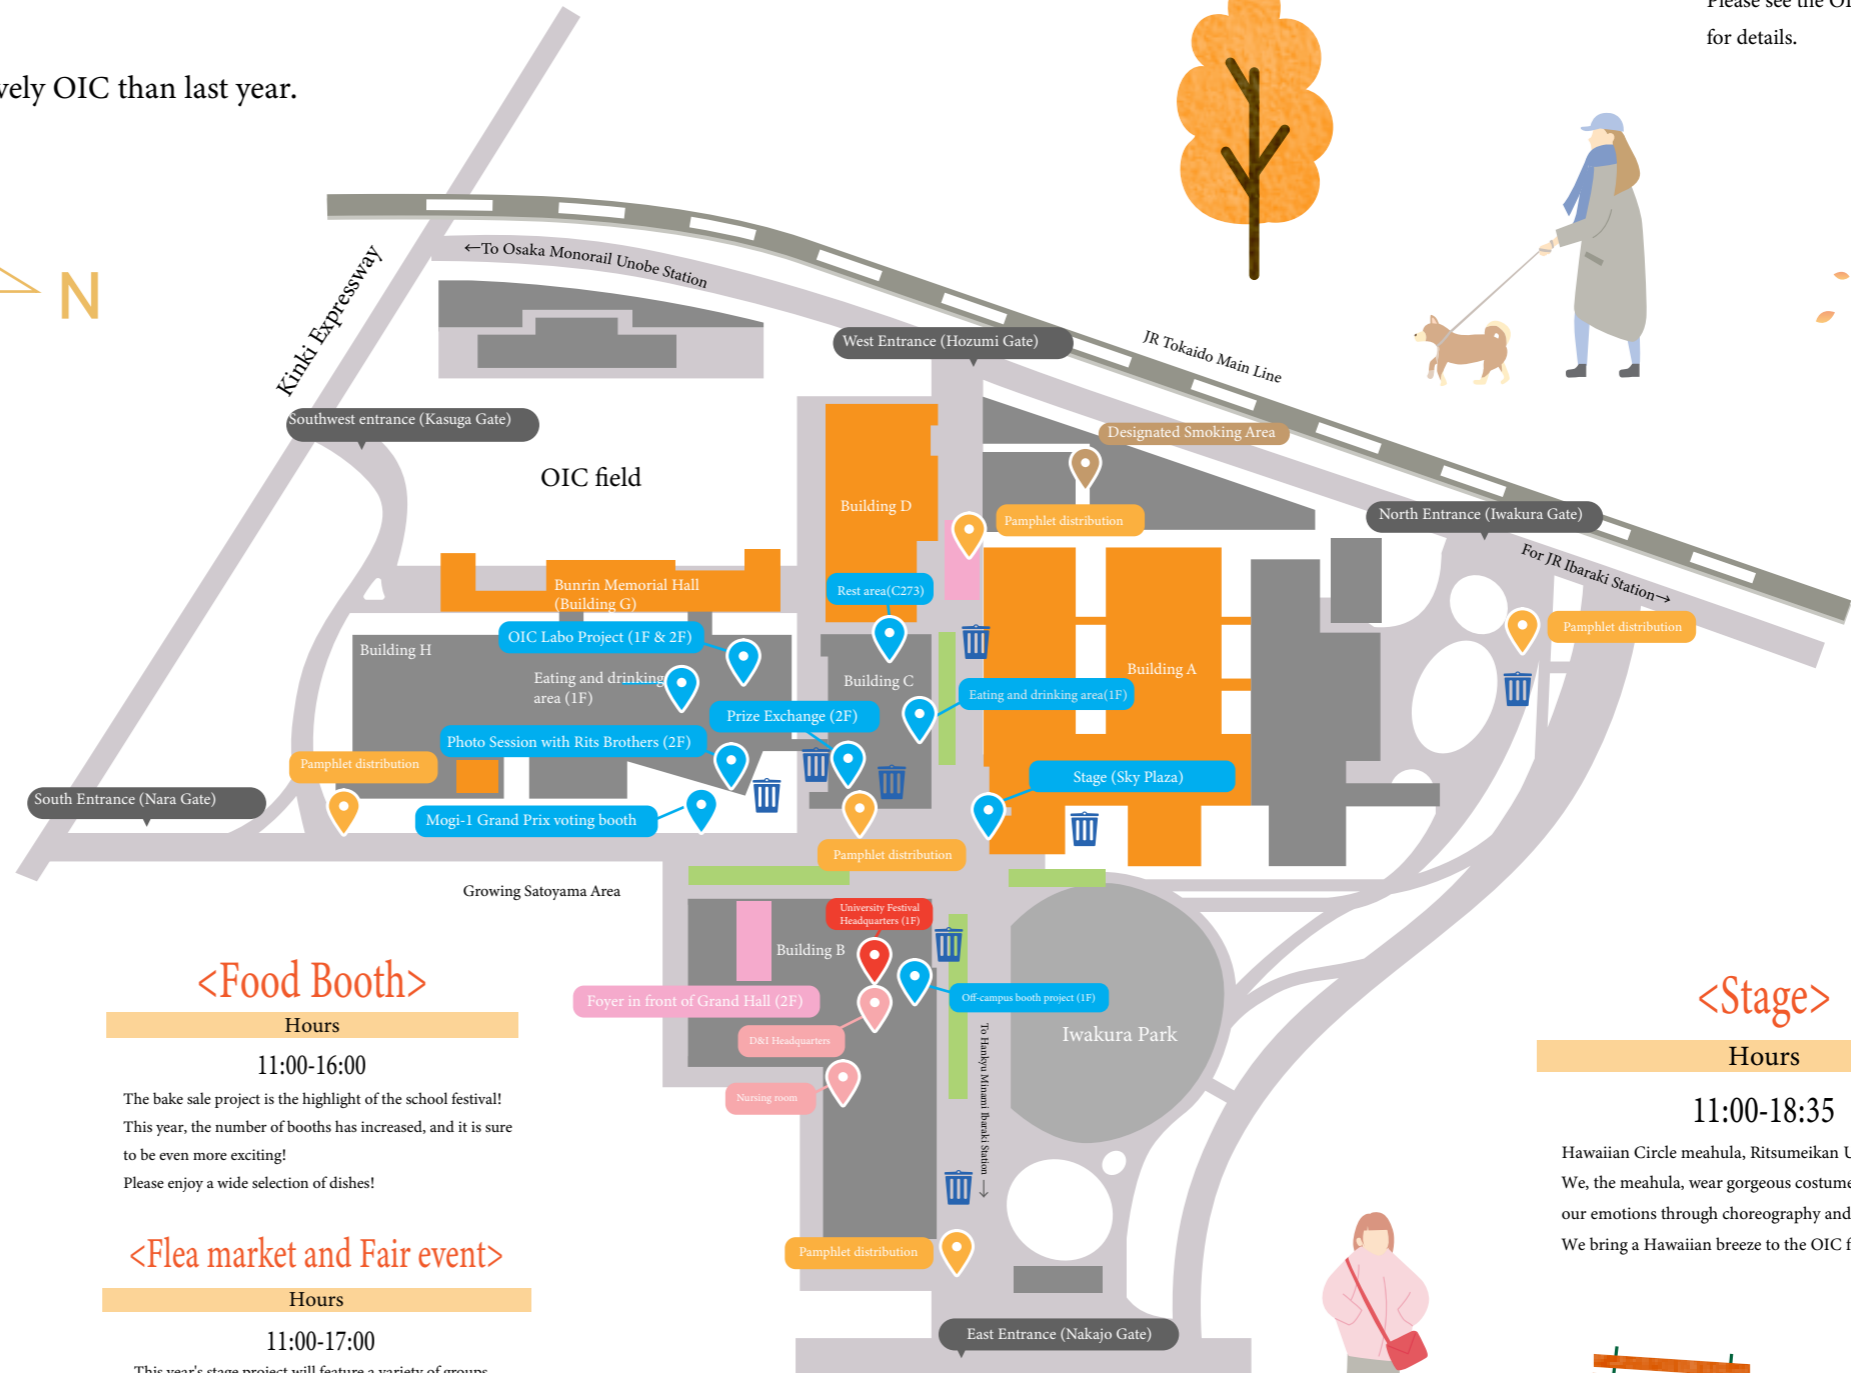 Please see the
for details.
vely OIC than last year.
N
Kinki Expressway
←To Osaka Monorail Unobe Station
West Entrance (Hozumi Gate)
JR Tokaido Main Line
Southwest entrance (Kasuga Gate)
Designated Smoking Area
OIC field
Building D
Pamphlet distribution
North Entrance (Iwakura Gate)
For JR Ibaraki Station→
Bunrin Memorial Hall
(Building G)
Rest area(C273)
Pamphlet distribution
OIC Labo Project (1F & 2F)
Building H
Building A
Eating and drinking
area (1F)
Building C
Eating and drinking area(1F)
Prize Exchange (2F)
Photo Session with Rits Brothers (2F)
Pamphlet distribution
Stage (Sky Plaza)
South Entrance (Nara Gate)
Mogi-1 Grand Prix voting booth
Pamphlet distribution
Growing Satoyama Area
University Festival
Headquarters (1F)
Building B
Foyer in front of Grand Hall (2F)
Off-campus booth project (1F)
D&I Headquarters
Iwakura Park
To Hankyu Minami Ibaraki Station →
Nursing room
Pamphlet distribution
East Entrance (Nakajo Gate)
<Food Booth>
Hours
11:00-16:00
The bake sale project is the highlight of the school festival!
This year, the number of booths has increased, and it is sure
to be even more exciting!
Please enjoy a wide selection of dishes!
<Flea market and Fair event>
Hours
11:00-17:00
This year's stage project will feature a variety of groups
<Stage>
Hours
11:00-18:35
Hawaiian Circle meahula, Ritsumeikan U
We, the meahula, wear gorgeous costume
our emotions through choreography and
We bring a Hawaiian breeze to the OIC f